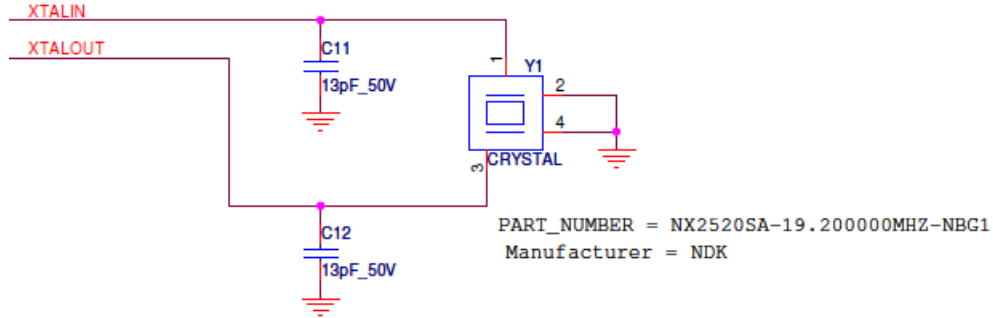 XTALIN
XTALOUT
C11
13pF_50V
1
Y1
2
4
CRYSTAL
3
C12
13pF_50V
PART_NUMBER = NX2520SA-19.200000MHZ-NBG1
Manufacturer = NDK